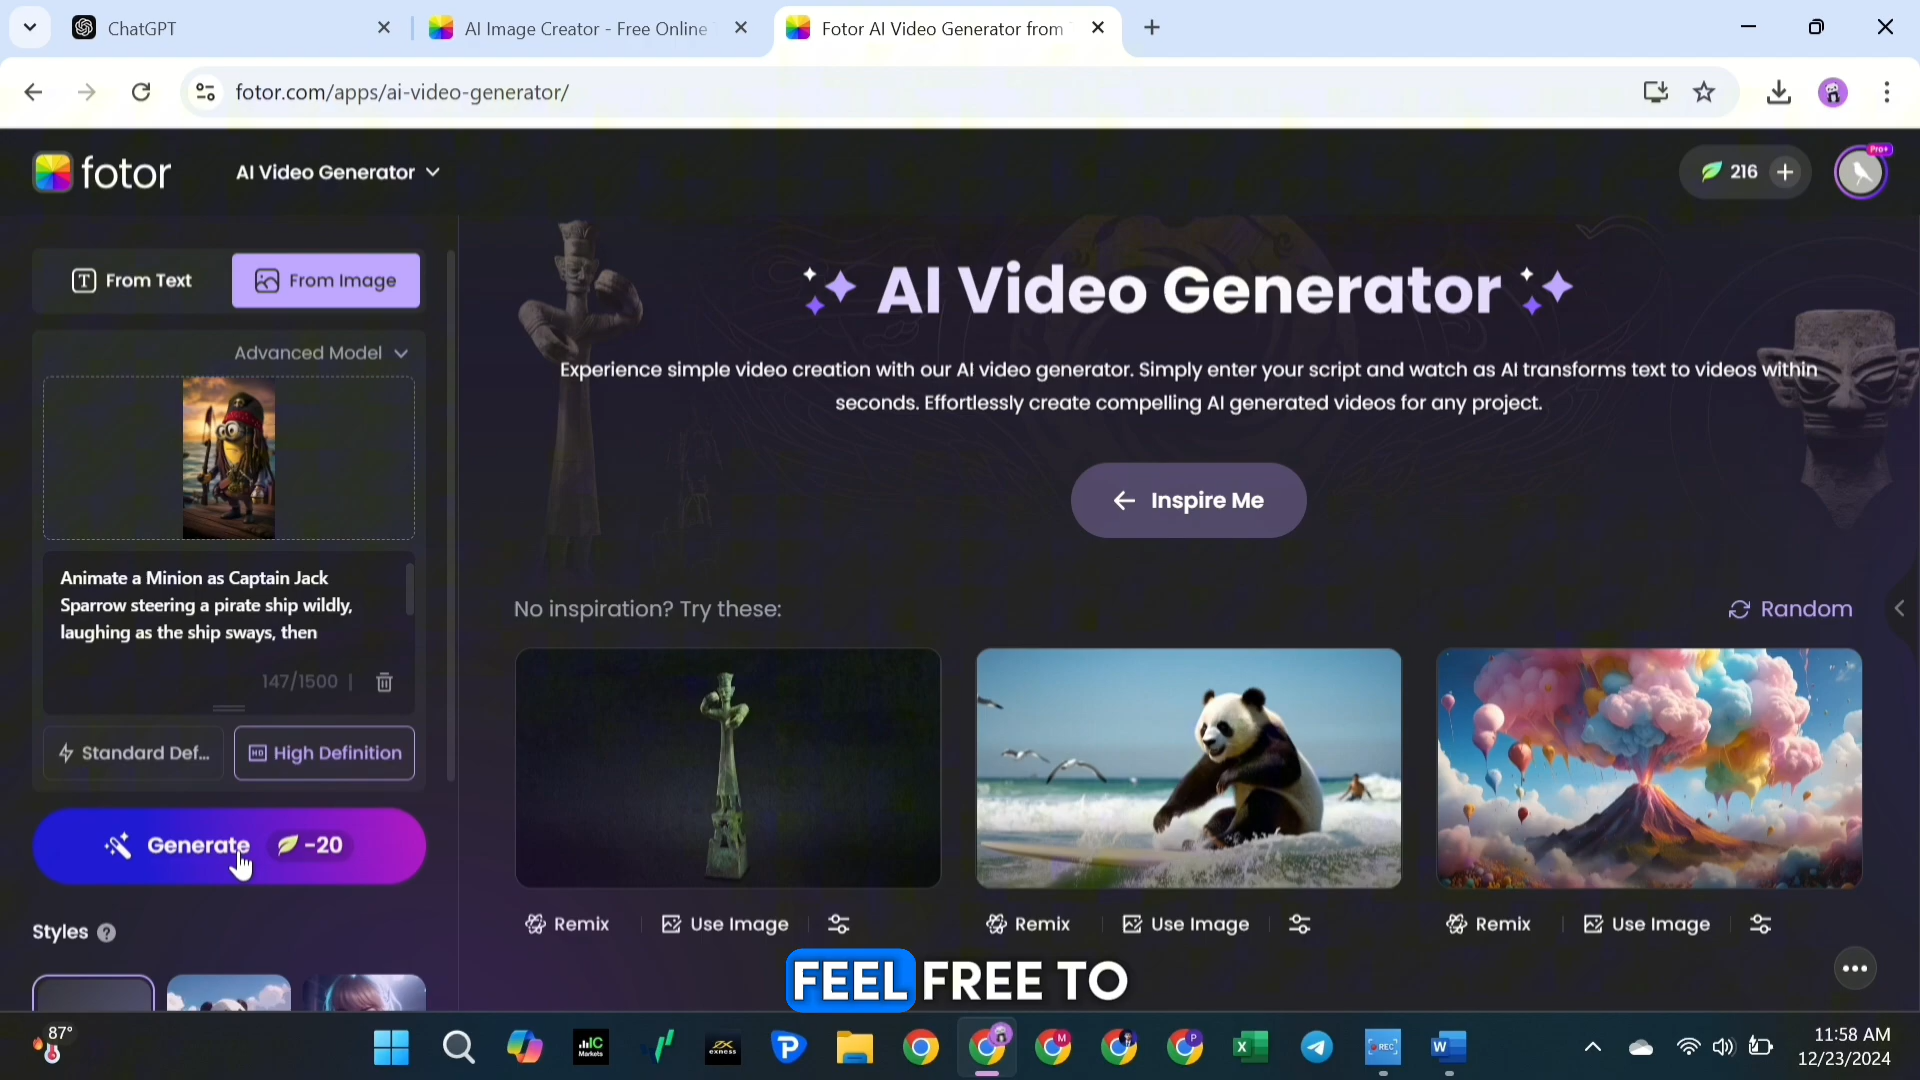 ChatGPT
AI Image Creator - Free Online
Fotor AI Video Generator from
fotor.com/apps/ai-video-generator/
fotor
AI Video Generator
216
Pro+
From Text
From Image
Advanced Model
Animate a Minion as Captain Jack
Sparrow steering a pirate ship wildly,
laughing as the ship sways, then
147/1500
Standard Def...
HD High Definition
Generate
-20
Styles ?
AI Video Generator
Experience simple video creation with our AI video generator. Simply enter your script and watch as AI transforms text to videos within
seconds. Effortlessly create compelling AI generated videos for any project.
Inspire Me
No inspiration? Try these:
Random
Remix
Use Image
Remix
Use Image
Remix
Use Image
FEEL FREE TO
87°
IC
Markets
exness
M
P
X
REC
W
11:58 AM
12/23/2024